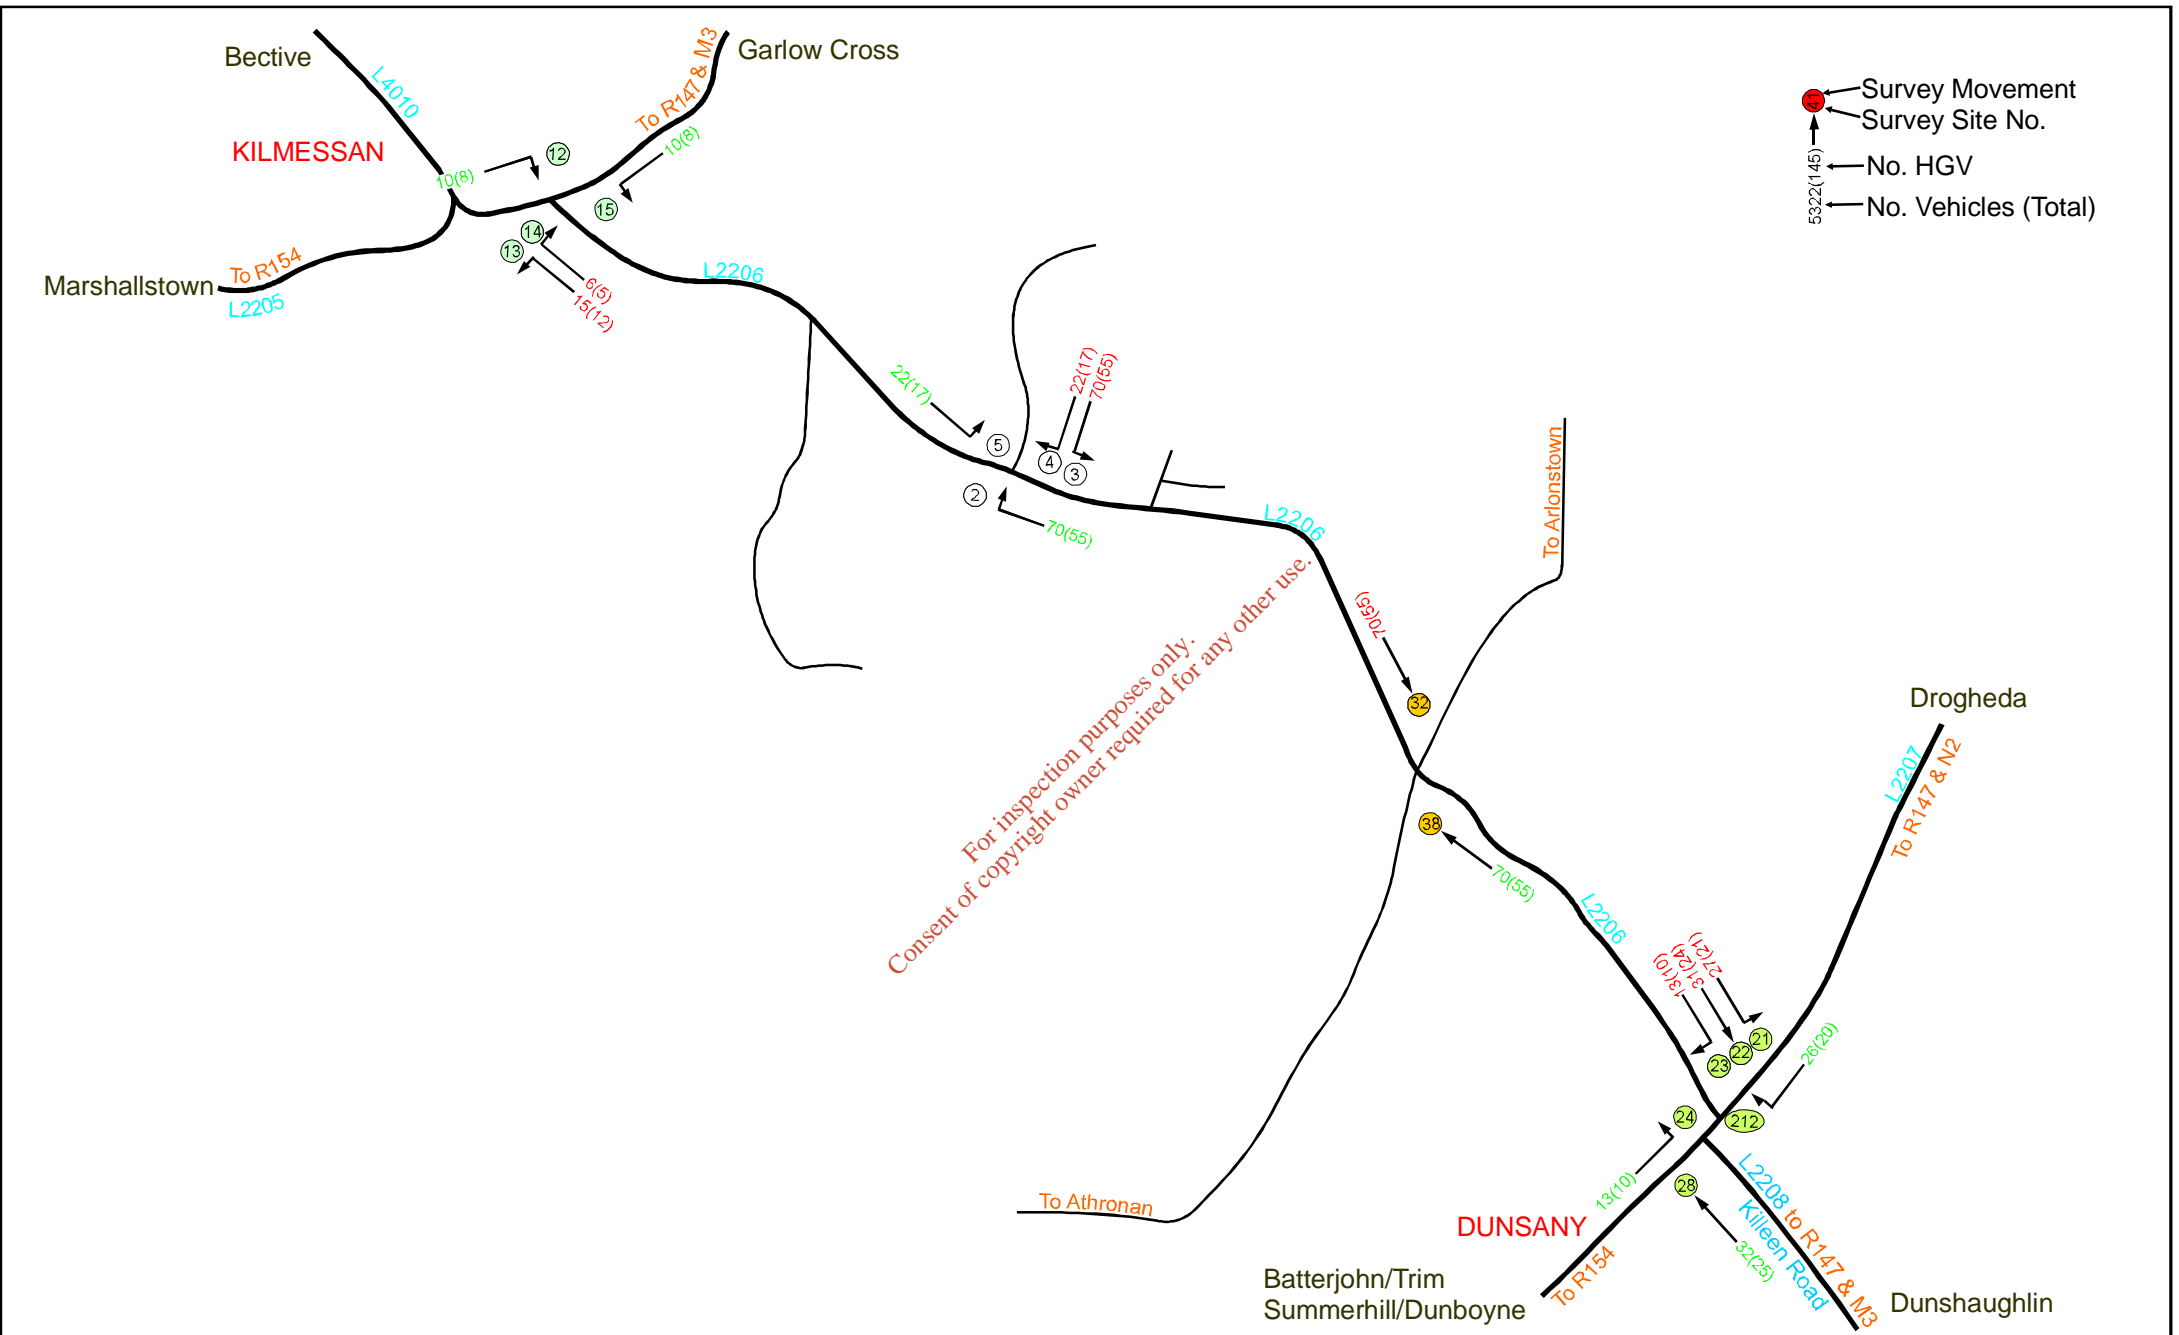 Bective
L4010
To R147 & M3
Garlow Cross
KILMESSAN
10(8)
12
10(8)
15
14
13
6(5)
15(12)
Marshallstown
To R154
L2205
L2206
41
Survey Movement
Survey Site No.
No. HGV
No. Vehicles (Total)
5322(145)
22(17)
5
22(17)
70(55)
4
3
2
70(55)
L2206
To Arlonstown
For inspection purposes only.
Consent of copyright owner required for any other use.
70(55)
32
38
70(55)
L2206
Drogheda
L2207
To R147 & N2
13(10)
31(24)
27(21)
21
22
23
26(20)
24
212
13(10)
28
32(25)
To Athronan
DUNSANY
To R154
L2208 to R147 & M3
Killeen Road
Batterjohn/Trim
Summerhill/Dunboyne
Dunshaughlin